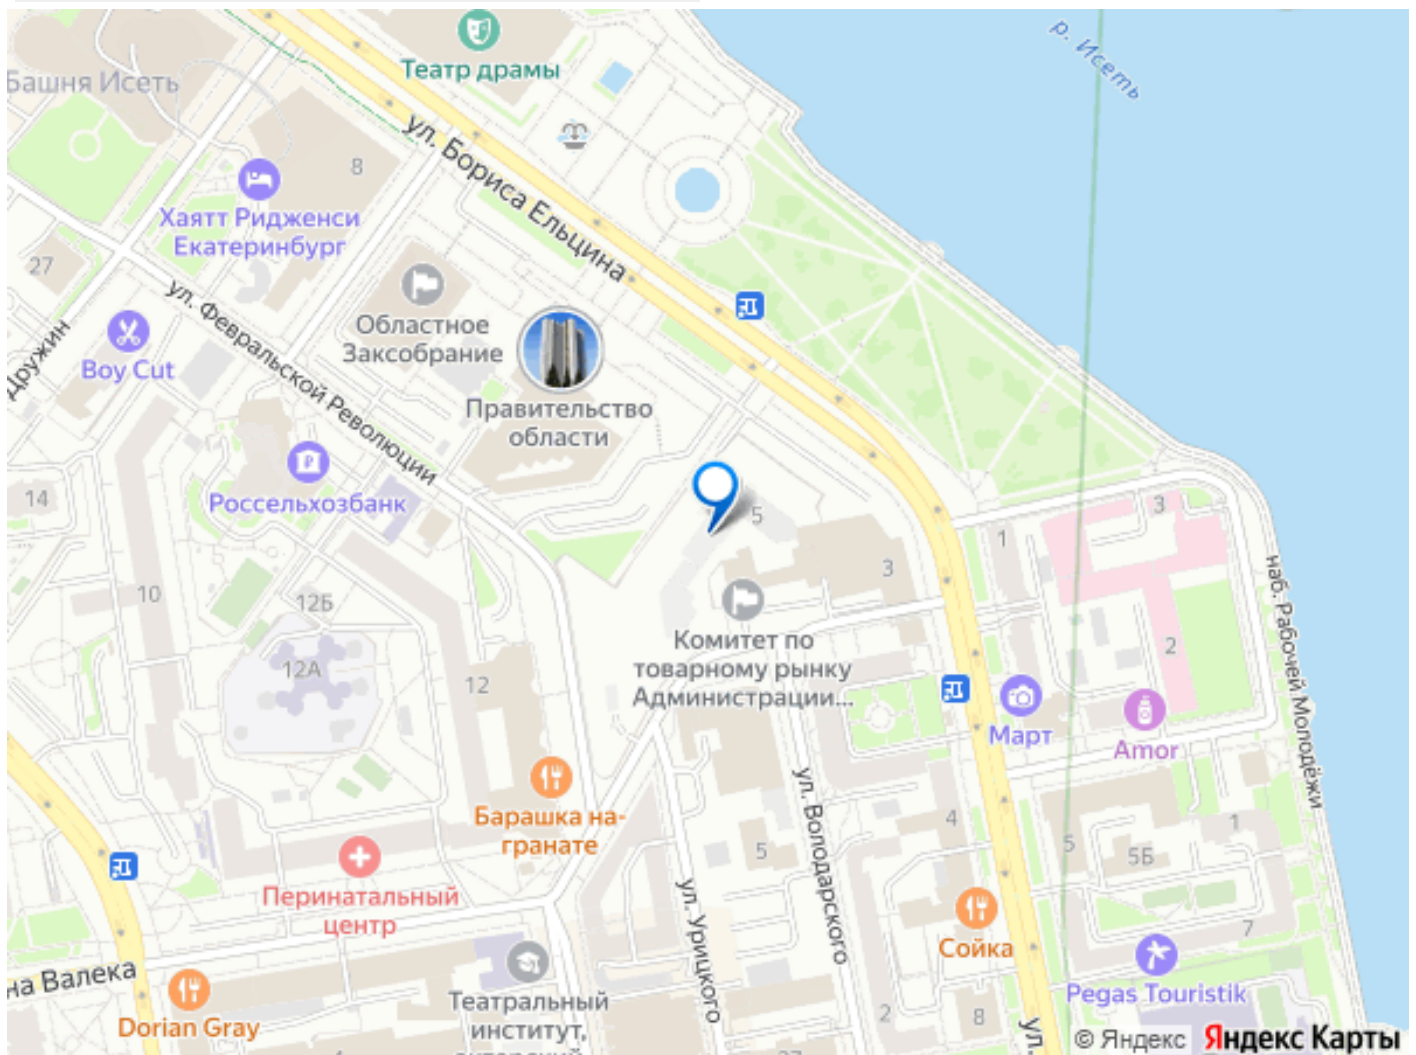 р. Исеть
Театр драмы
Башня Исеть
ул. Бориса Ельцина
8
Хаятт Ридженси
Екатеринбург
27
ул. Февральской Революции
Дружин
Boy Cut
Областное
Заксобрание
Правительство
области
Россельхозбанк
14
5
3
1
3
наб. Рабочей Молодёжи
10
12Б
12А
12
2
Комитет по
товарному рынку
Администрации...
Март
Amor
Барашка на-
гранате
ул. Володарского
4
5
5
5Б
1
Перинатальный
центр
ул. Урицкого
Сойка
7
на Валека
Dorian Gray
Театральный
институт,
Pegas Touristik
2
8
ул.
© Яндекс Яндекс Карты